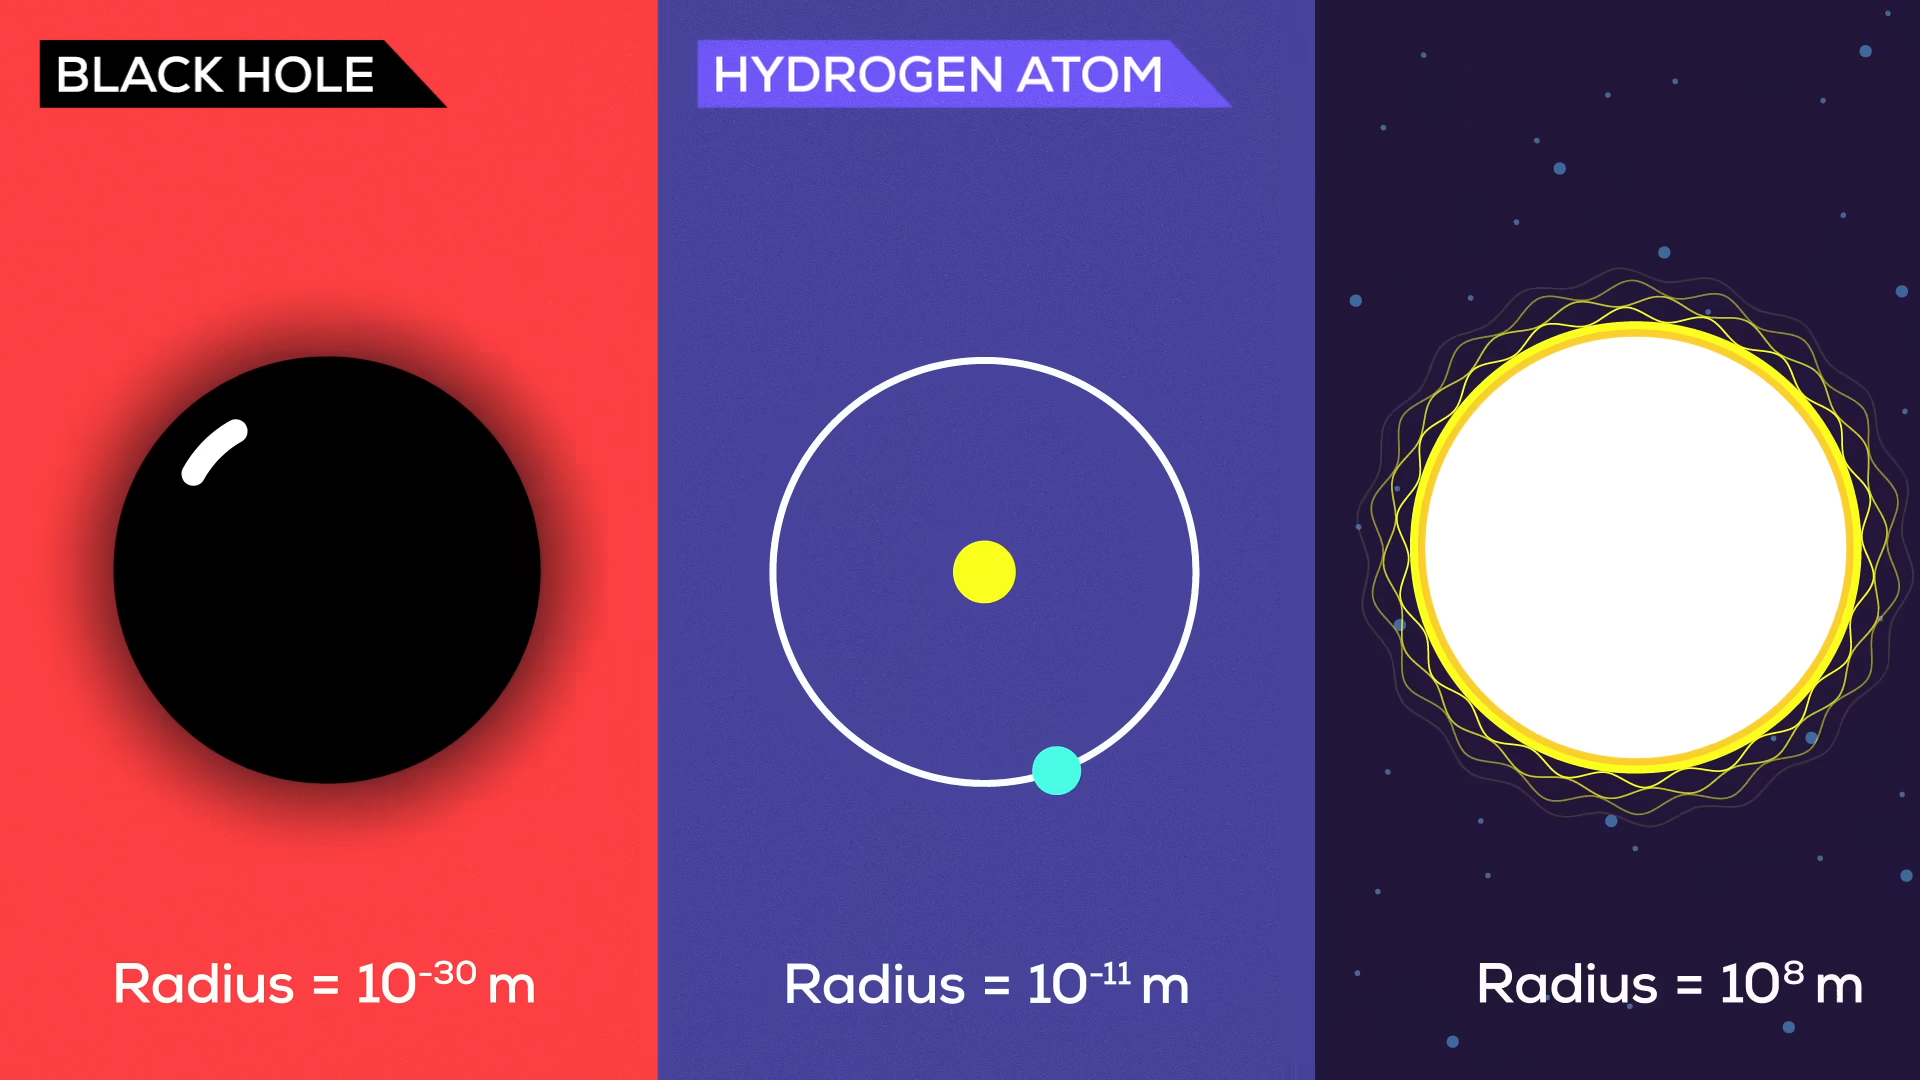 BLACK HOLE
HYDROGEN ATOM
Radius = 10⁻³⁰ m
Radius = 10⁻¹¹ m
Radius = 10⁸ m